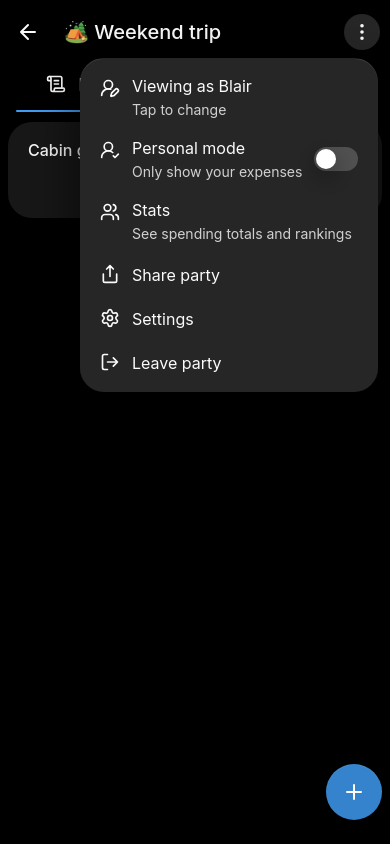 🏕️ Weekend trip
Viewing as Blair
Tap to change
Cabin
Personal mode
Only show your expenses
Stats
See spending totals and rankings
Share party
Settings
Leave party